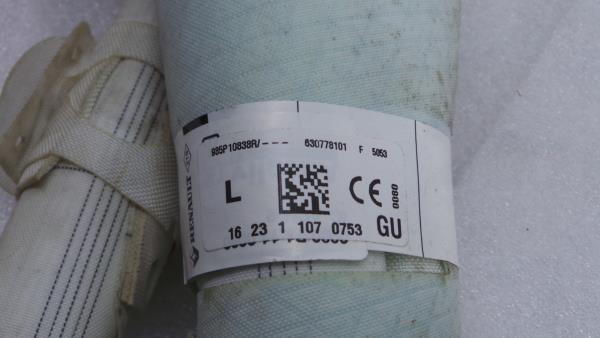 985P10838R/---- 630778101 F 5053
RENAULT
L CE 0080
16 23 1 107 0753 GU